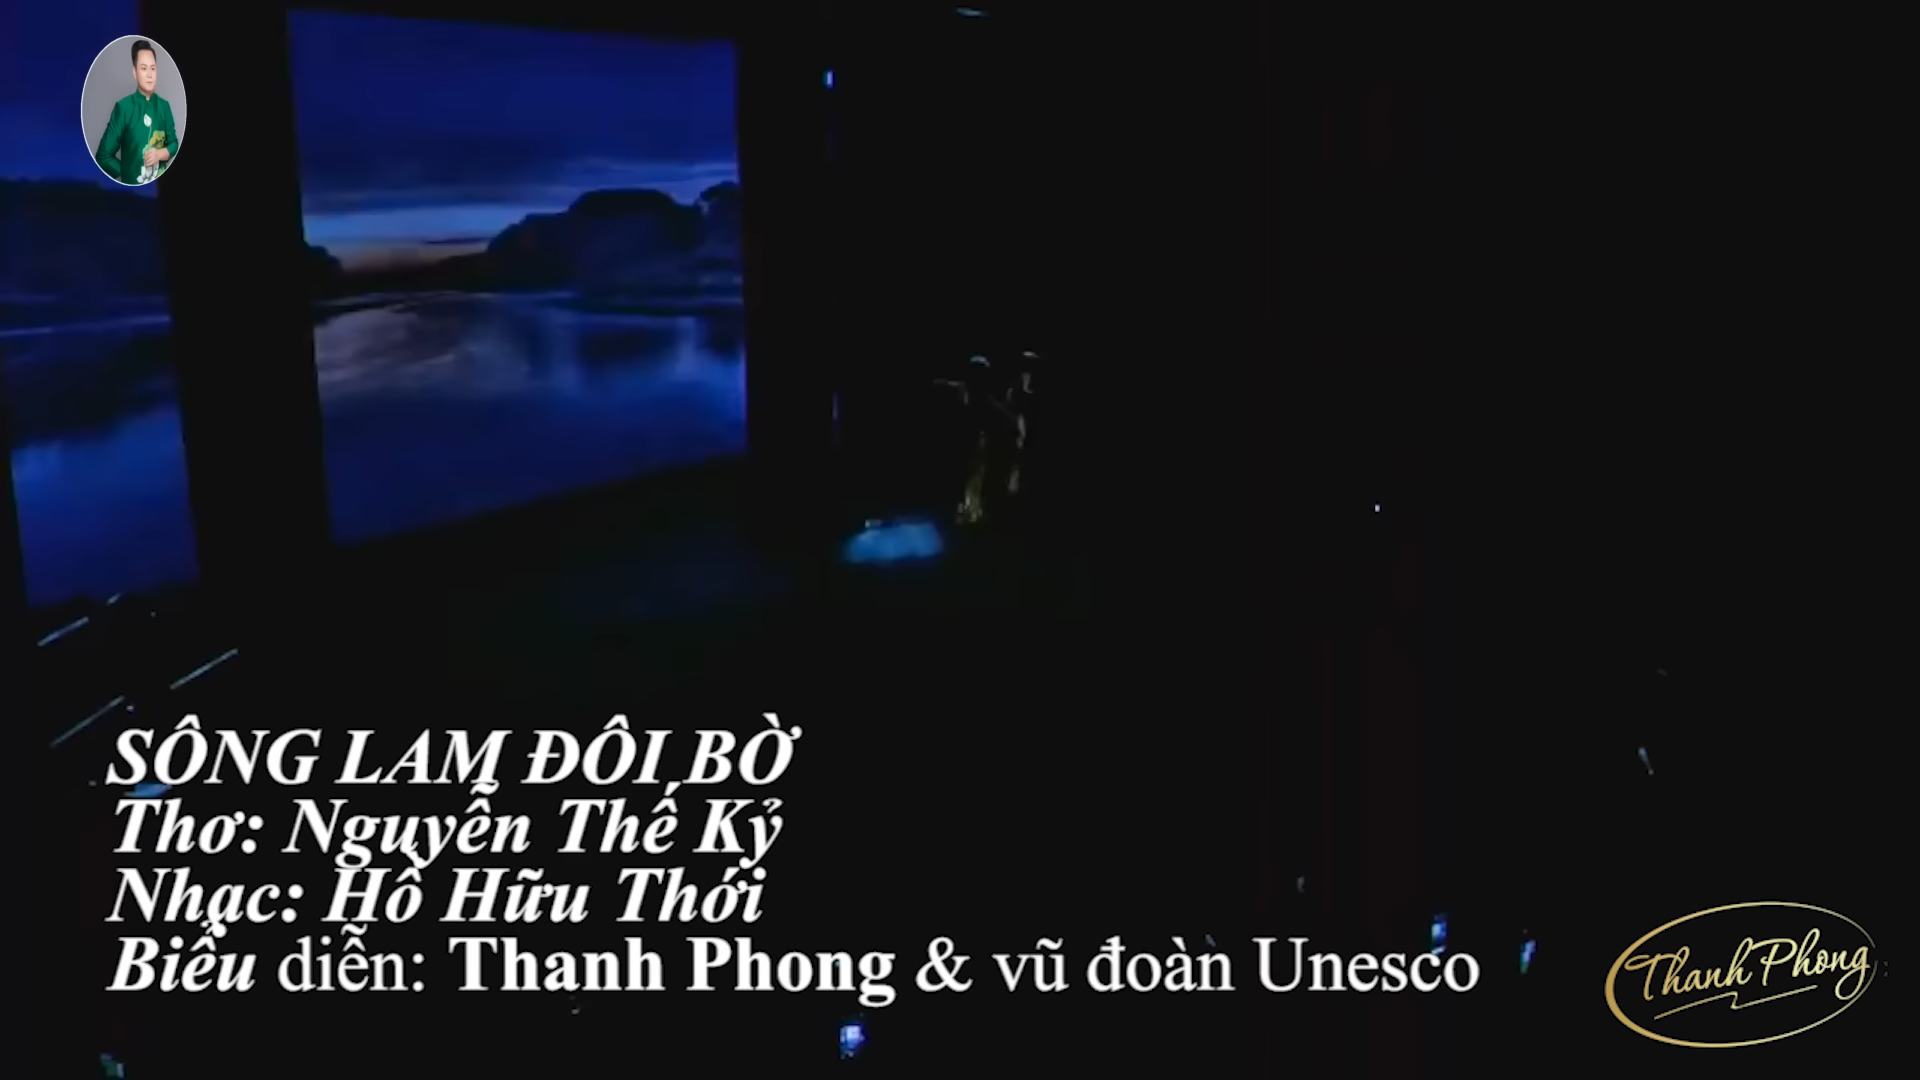 SÔNG LAM ĐÔI BỜ
Thơ: Nguyễn Thế Kỷ
Nhạc: Hồ Hữu Thới
Biểu diễn: Thanh Phong & vũ đoàn Unesco
Thanh Phong